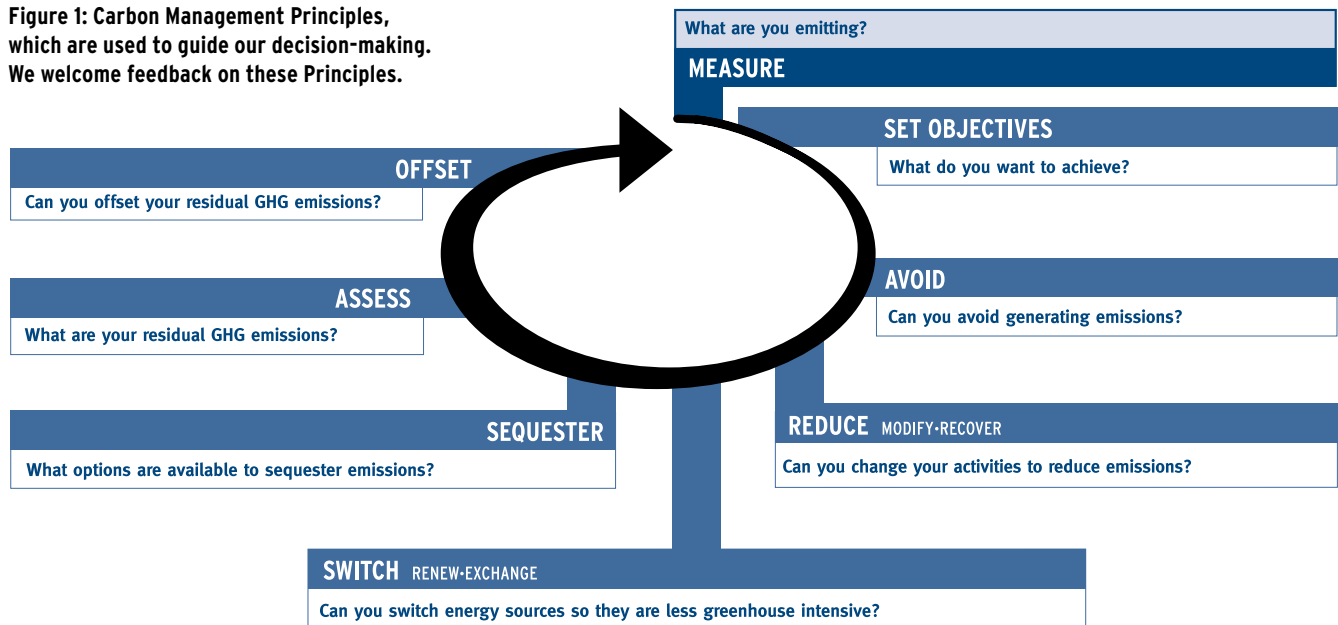 Figure 1: Carbon Management Principles,
which are used to guide our decision-making.
We welcome feedback on these Principles.
What are you emitting?
MEASURE
SET OBJECTIVES
What do you want to achieve?
AVOID
Can you avoid generating emissions?
REDUCE MODIFY·RECOVER
Can you change your activities to reduce emissions?
SWITCH RENEW·EXCHANGE
Can you switch energy sources so they are less greenhouse intensive?
SEQUESTER
What options are available to sequester emissions?
ASSESS
What are your residual GHG emissions?
OFFSET
Can you offset your residual GHG emissions?